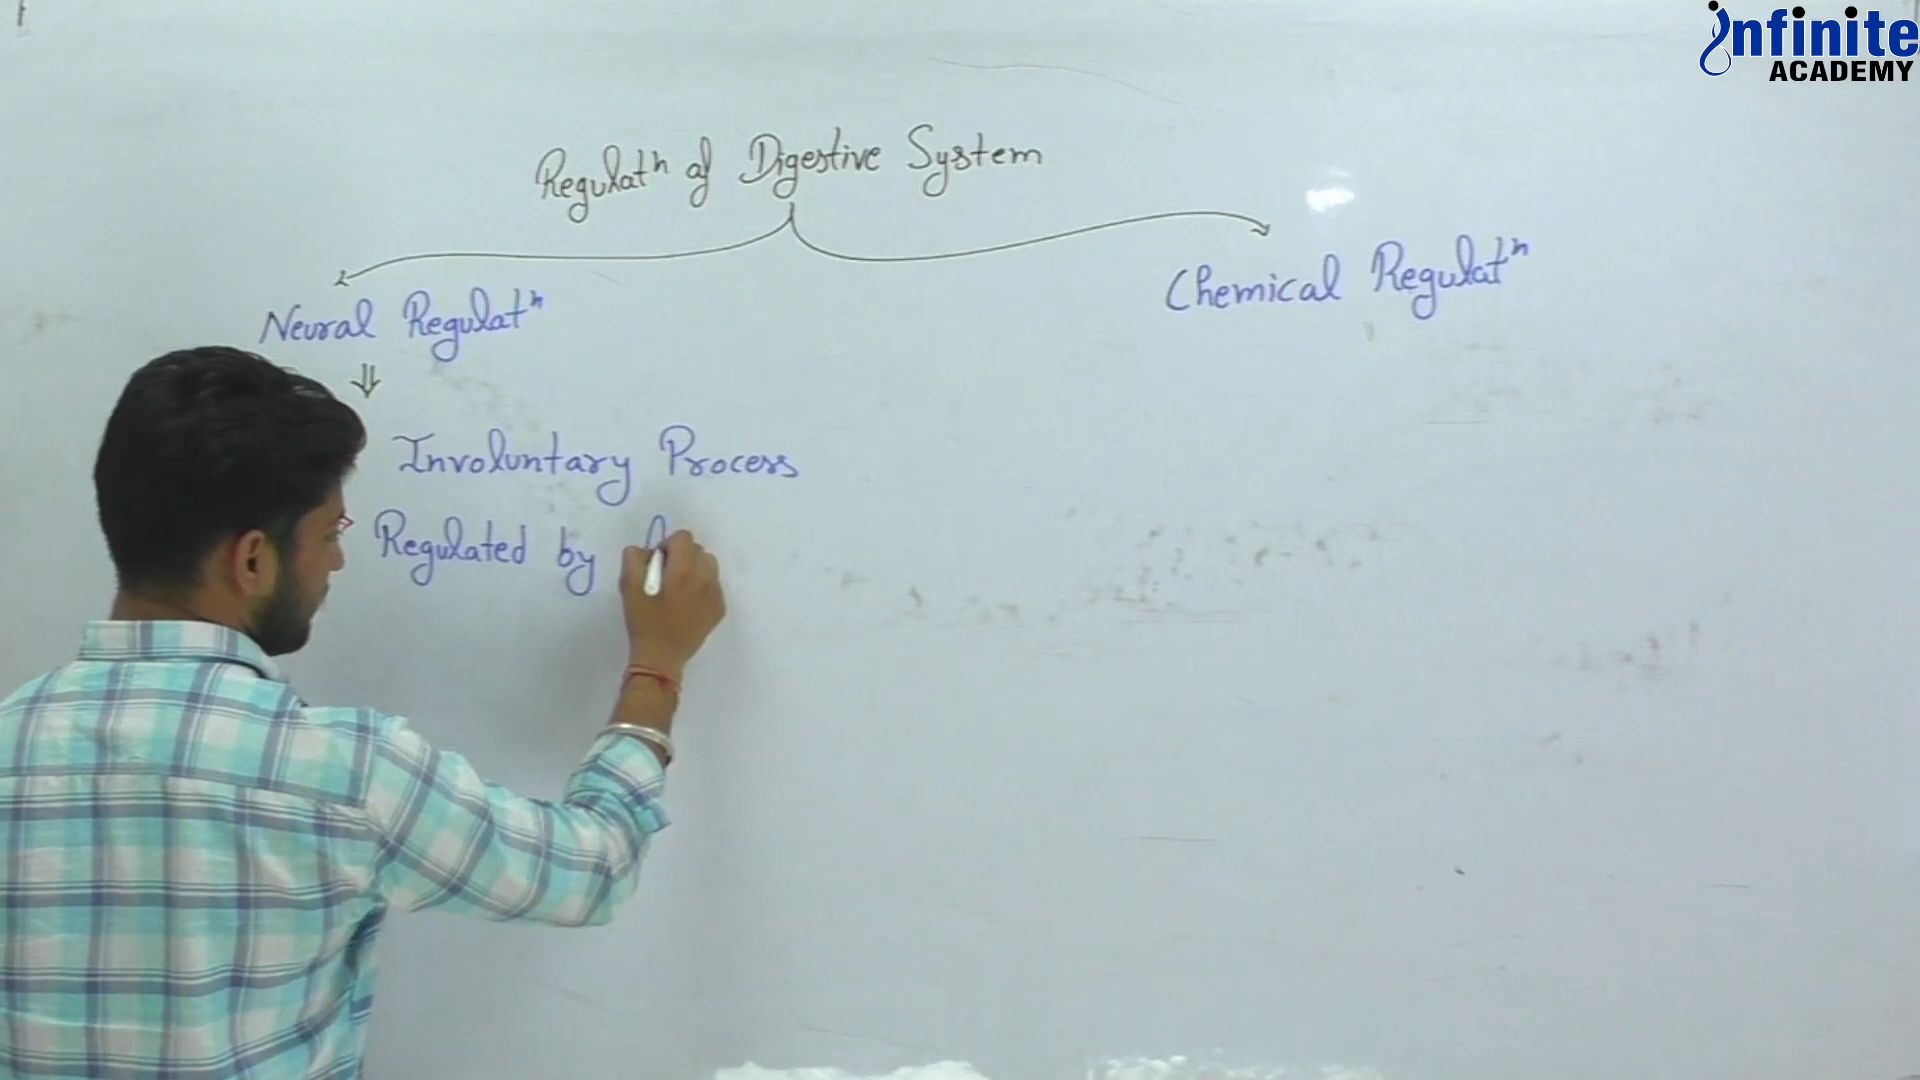 infinite
ACADEMY
Regulatⁿ of Digestive System
Neural Regulatⁿ
Chemical Regulatⁿ
Involuntary Process
Regulated by A